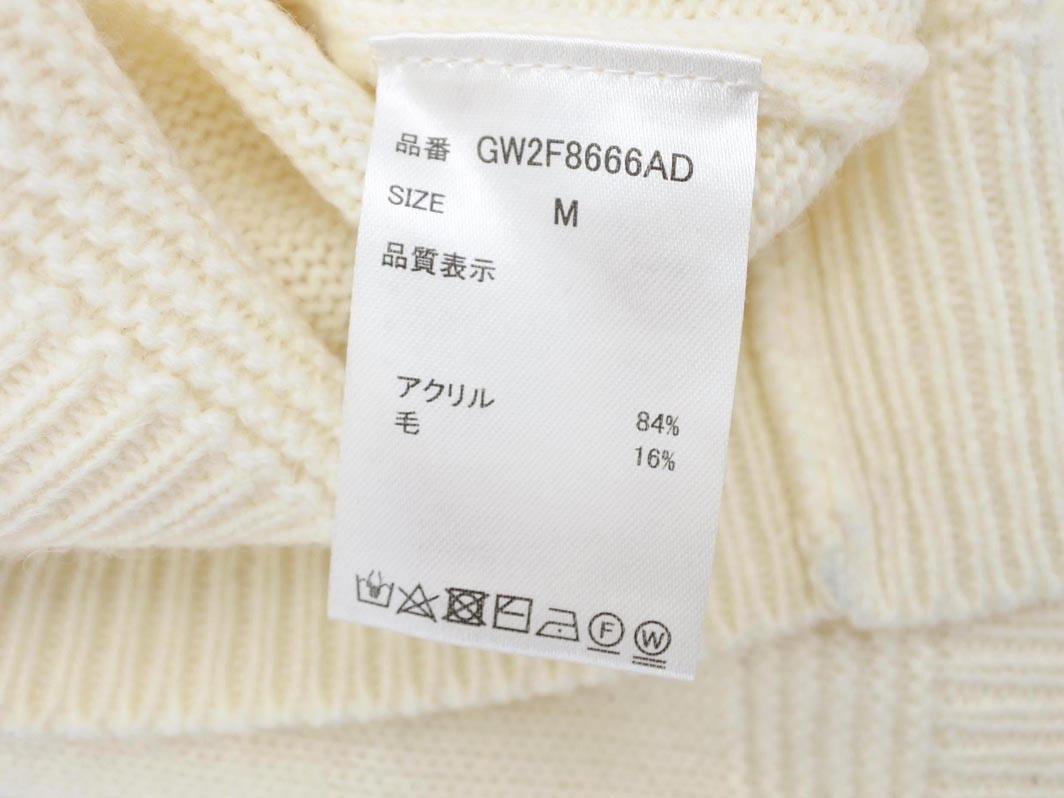 品番 GW2F8666AD
SIZE M
品質表示
アクリル 84%
毛 16%
F W